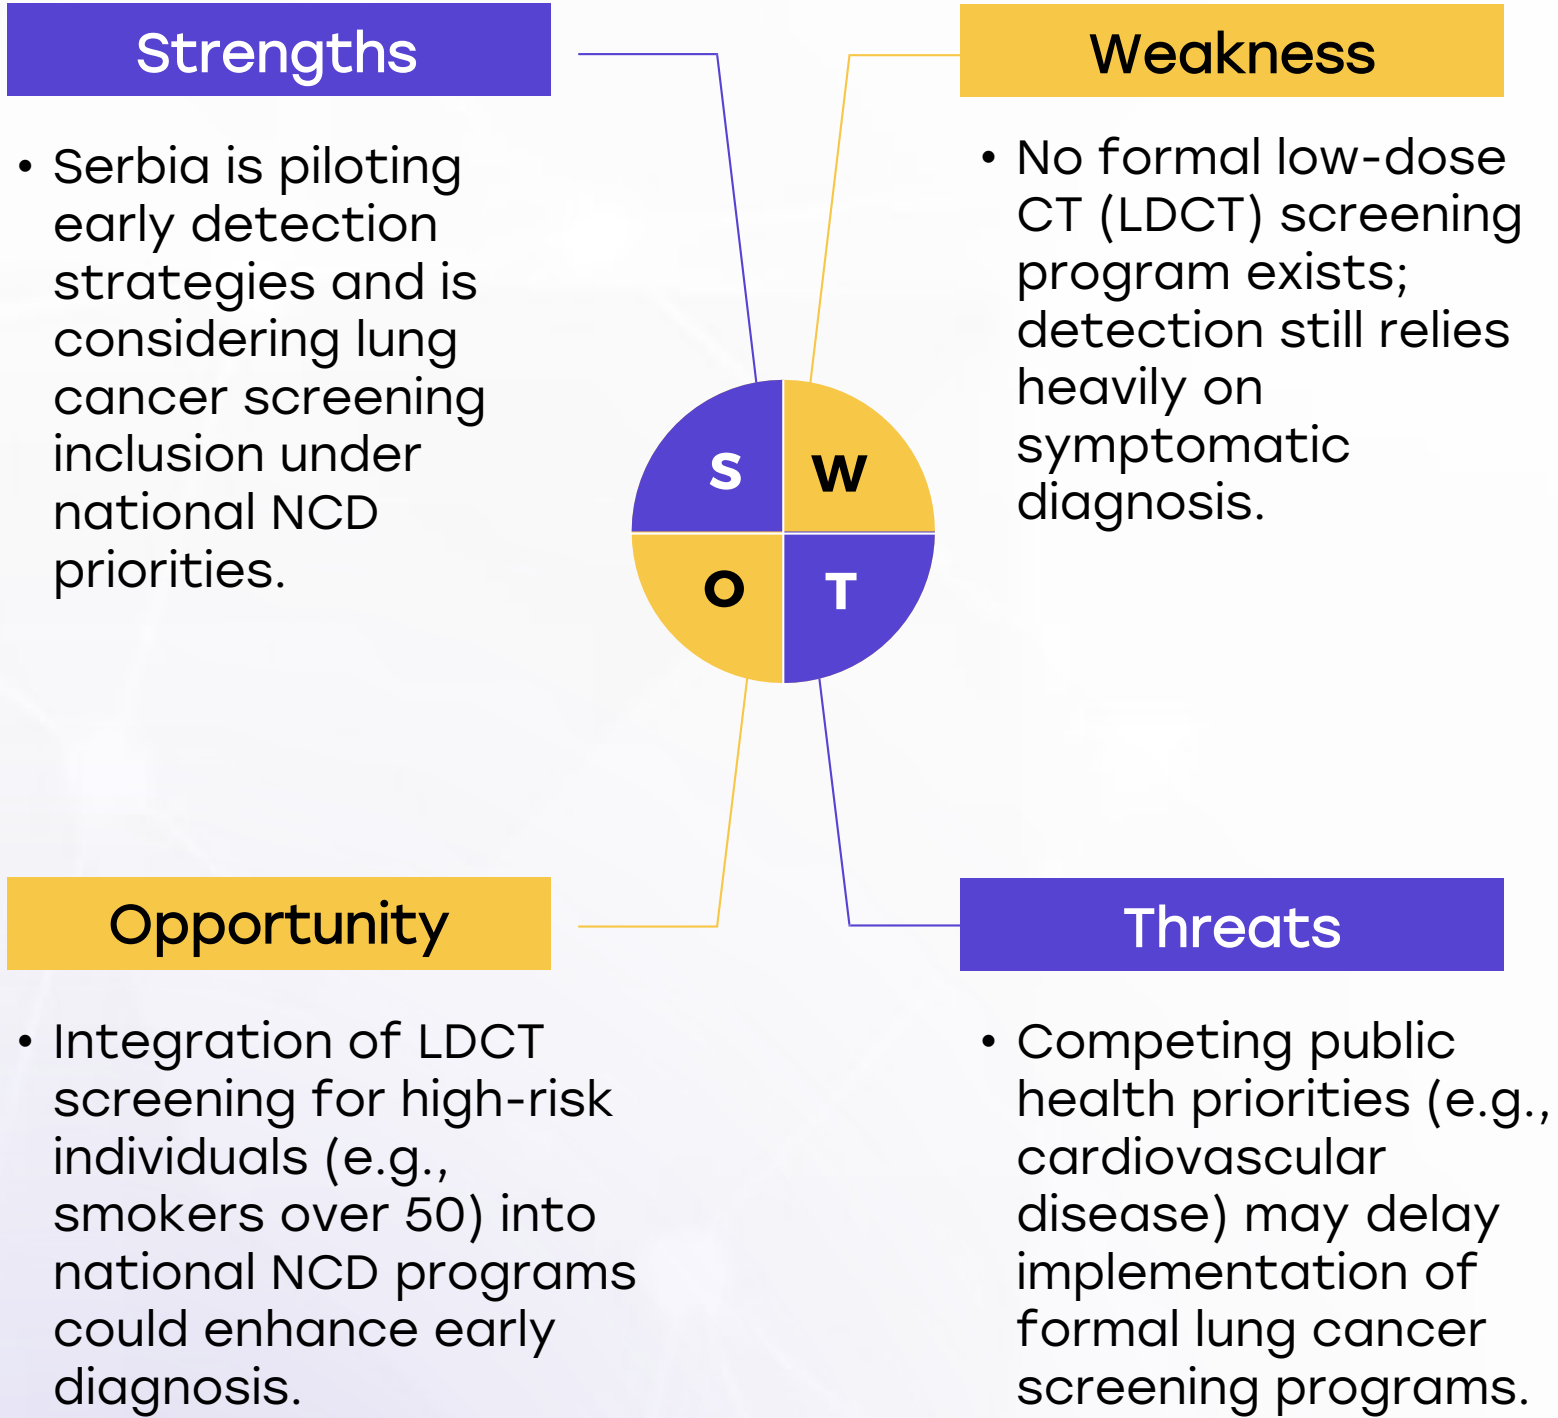 Strengths
• Serbia is piloting
early detection
strategies and is
considering lung
cancer screening
inclusion under
national NCD
priorities.
Weakness
• No formal low-dose
CT (LDCT) screening
program exists;
detection still relies
heavily on
symptomatic
diagnosis.
S
W
O
T
Opportunity
• Integration of LDCT
screening for high-risk
individuals (e.g.,
smokers over 50) into
national NCD programs
could enhance early
diagnosis.
Threats
• Competing public
health priorities (e.g.,
cardiovascular
disease) may delay
implementation of
formal lung cancer
screening programs.